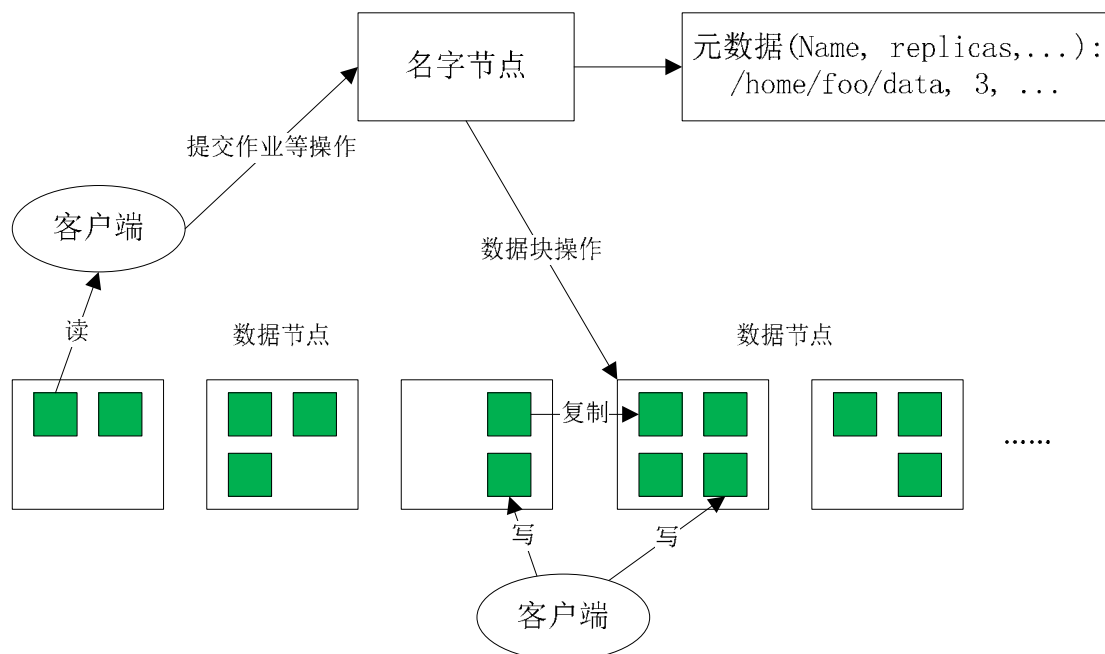 名字节点
元数据(Name, replicas,...):
/home/foo/data, 3, ...
提交作业等操作
客户端
数据块操作
读
数据节点
数据节点
复制
......
写
写
客户端